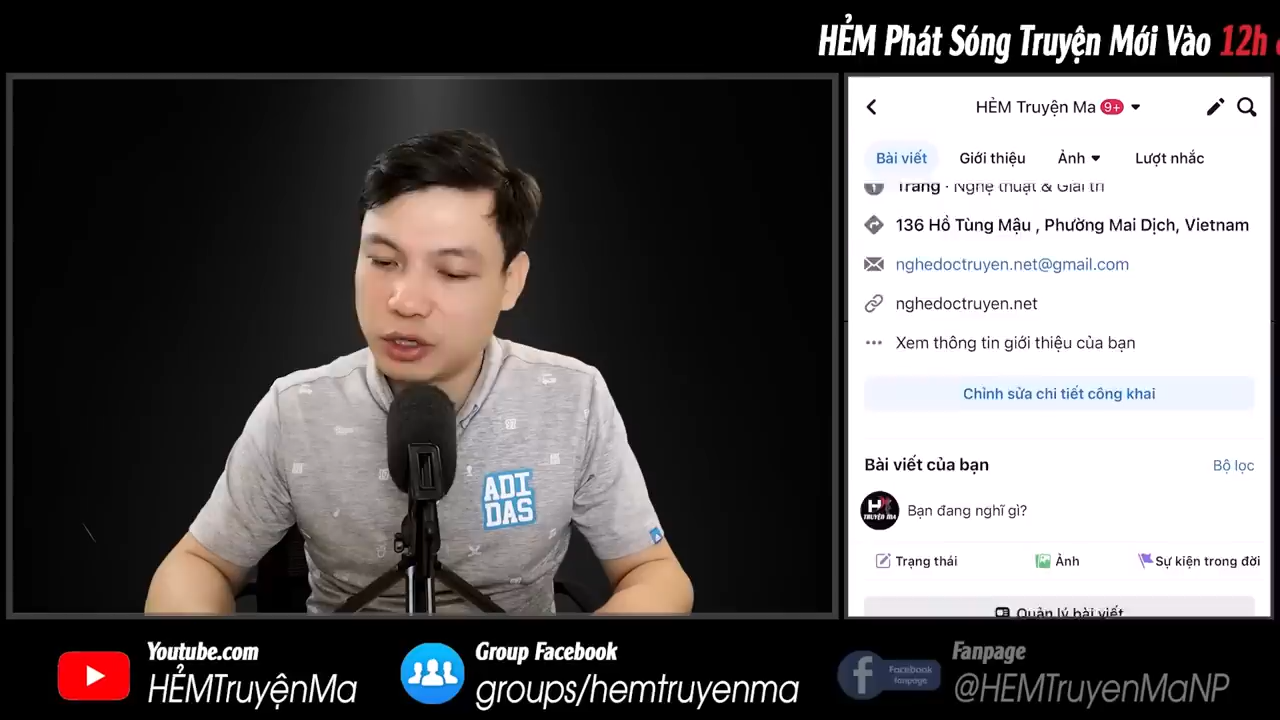 HẺM Phát Sóng Truyện Mới Vào 12h
HẺM Truyện Ma 9+
Bài viết Giới thiệu Ảnh Lượt nhắc
Trang · Nghệ thuật & Giải trí
136 Hồ Tùng Mậu , Phường Mai Dịch, Vietnam
nghedoctruyen.net@gmail.com
nghedoctruyen.net
Xem thông tin giới thiệu của bạn
Chỉnh sửa chi tiết công khai
Bài viết của bạn Bộ lọc
TRUYỆN MA
Bạn đang nghĩ gì?
Trạng thái Ảnh Sự kiện trong đời
Quản lý bài viết
ADI
DAS
Youtube.com
HẺMTruyệnMa
Group Facebook
groups/hemtruyenma
Facebook
fanpage
Fanpage
@HEMTruyenMaNP